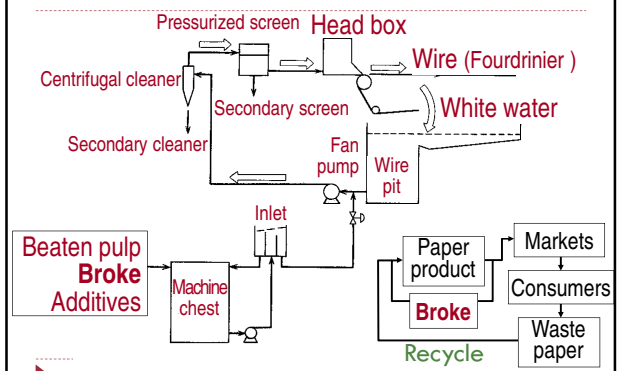 Pressurized screen
Head box
Wire (Fourdrinier )
Centrifugal cleaner
Secondary screen
White water
Secondary cleaner
Fan
pump
Wire
pit
Inlet
Beaten pulp
Broke
Additives
Machine
chest
Paper
product
Markets
Broke
Consumers
Waste
paper
Recycle